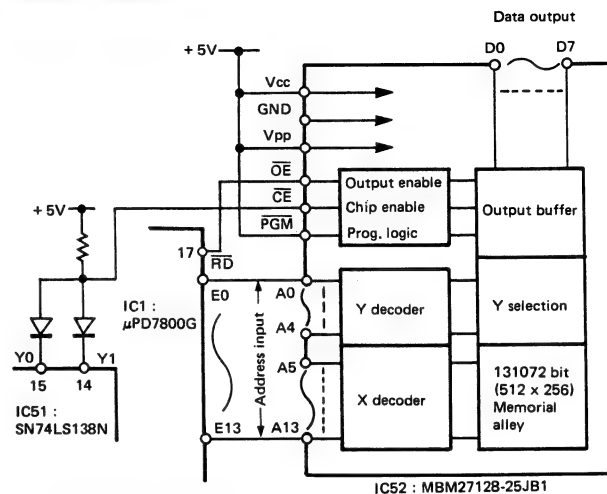 Data output
D0
D7
+ 5V
Vcc
GND
Vpp
OE
CE
PGM
Output enable
Chip enable
Prog. logic
Output buffer
+ 5V
17
RD
IC1 :
µPD7800G
E0
E13
Address input
A0
A4
A5
A13
Y decoder
X decoder
Y selection
131072 bit
(512 x 256)
Memorial
alley
Y0
Y1
15
14
IC51 :
SN74LS138N
IC52 : MBM27128-25JB1